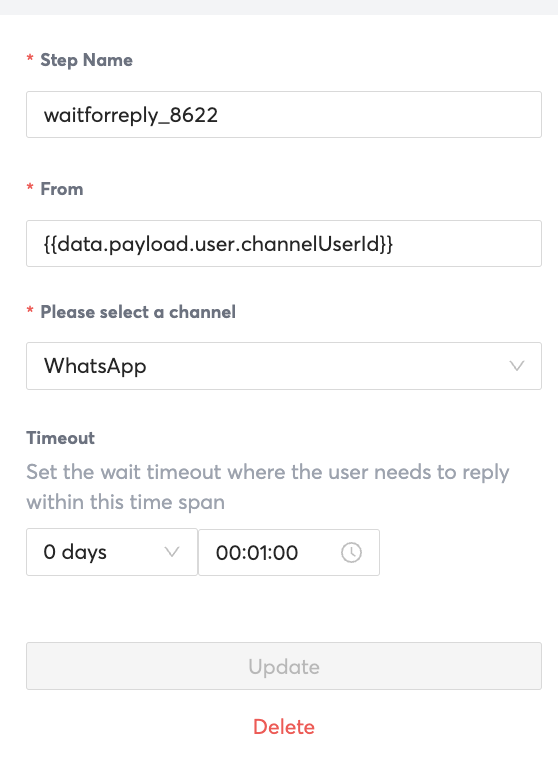 * Step Name
waitforreply_8622
* From
{{data.payload.user.channelUserId}}
* Please select a channel
WhatsApp
Timeout
Set the wait timeout where the user needs to reply
within this time span
0 days 00:01:00
Update
Delete